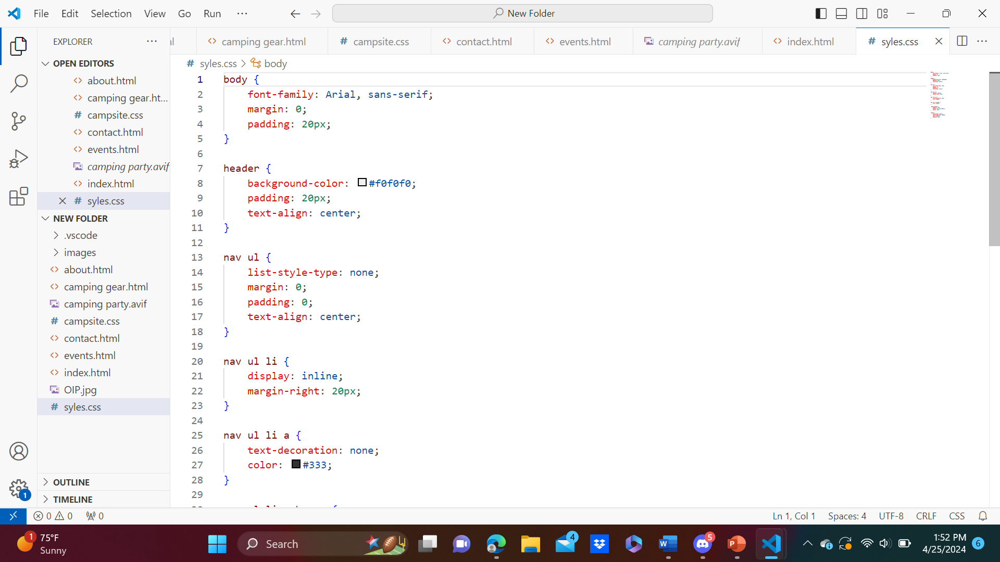 File Edit Selection View Go Run ··· New Folder
EXPLORER ···
camping gear.html campsite.css contact.html events.html camping party.avif index.html syles.css ···
OPEN EDITORS
about.html
camping gear.ht...
campsite.css
contact.html
events.html
camping party.avif
index.html
syles.css
NEW FOLDER
.vscode
images
about.html
camping gear.html
camping party.avif
campsite.css
contact.html
events.html
index.html
OIP.jpg
syles.css
OUTLINE
TIMELINE
1
# syles.css > body
1 body {
2 font-family: Arial, sans-serif;
3 margin: 0;
4 padding: 20px;
5 }
6
7 header {
8 background-color: #f0f0f0;
9 padding: 20px;
10 text-align: center;
11 }
12
13 nav ul {
14 list-style-type: none;
15 margin: 0;
16 padding: 0;
17 text-align: center;
18 }
19
20 nav ul li {
21 display: inline;
22 margin-right: 20px;
23 }
24
25 nav ul li a {
26 text-decoration: none;
27 color: #333;
28 }
29
0 0 0 Ln 1, Col 1 Spaces: 4 UTF-8 CRLF CSS
1 75°F
Sunny
Search
4 W 5 P
1:52 PM
4/25/2024
6